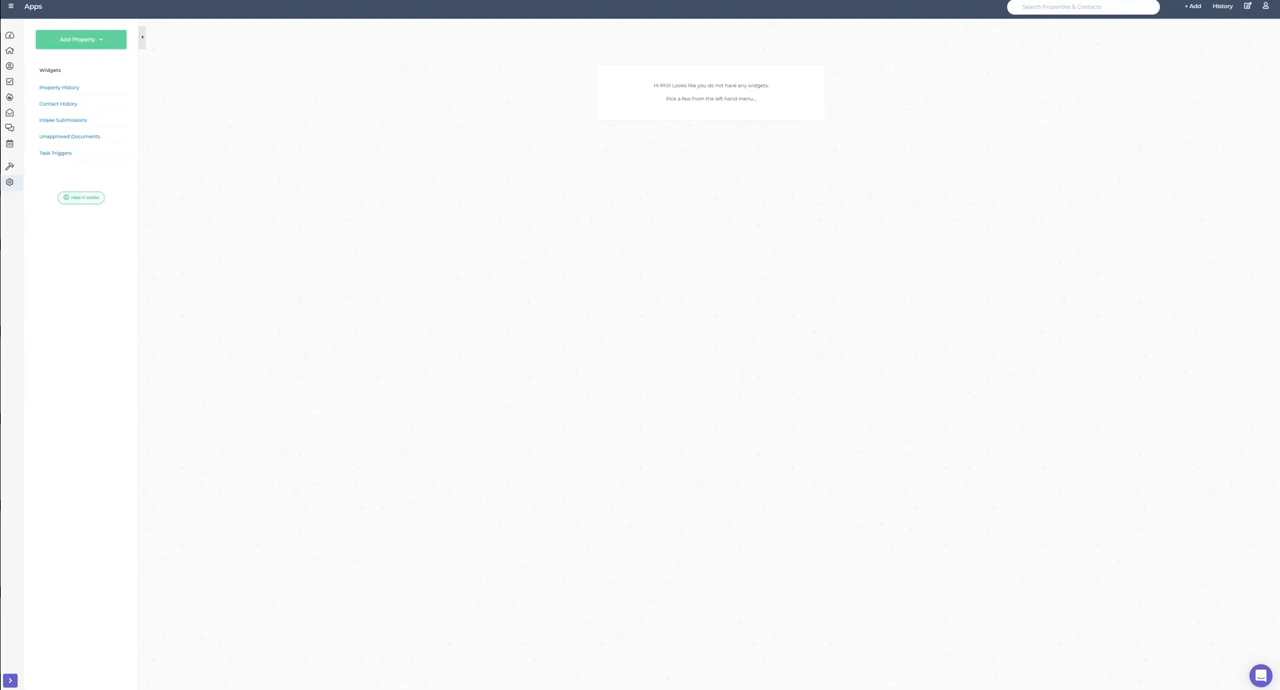 Apps
Search Properties & Contacts
+ Add
History
Add Property +
Widgets
Property History
Contact History
Intake Submissions
Unapproved Documents
Task Triggers
How it works
Hi Phil! Looks like you do not have any widgets.
Pick a few from the left hand menu...